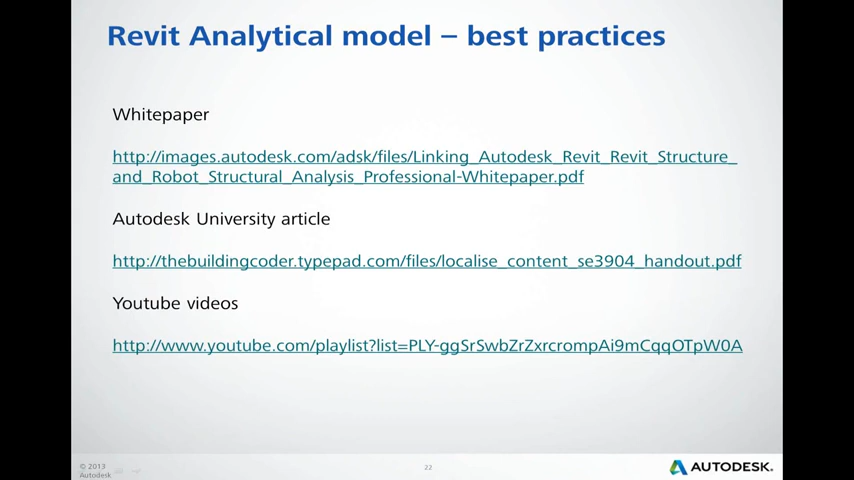 Revit Analytical model – best practices
Whitepaper
http://images.autodesk.com/adsk/files/Linking_Autodesk_Revit_Revit_Structure_
and_Robot_Structural_Analysis_Professional-Whitepaper.pdf
Autodesk University article
http://thebuildingcoder.typepad.com/files/localise_content_se3904_handout.pdf
Youtube videos
http://www.youtube.com/playlist?list=PLY-ggSrSwbZrZxrcrompAi9mCqqOTpW0A
© 2013
Autodesk
22
AUTODESK.